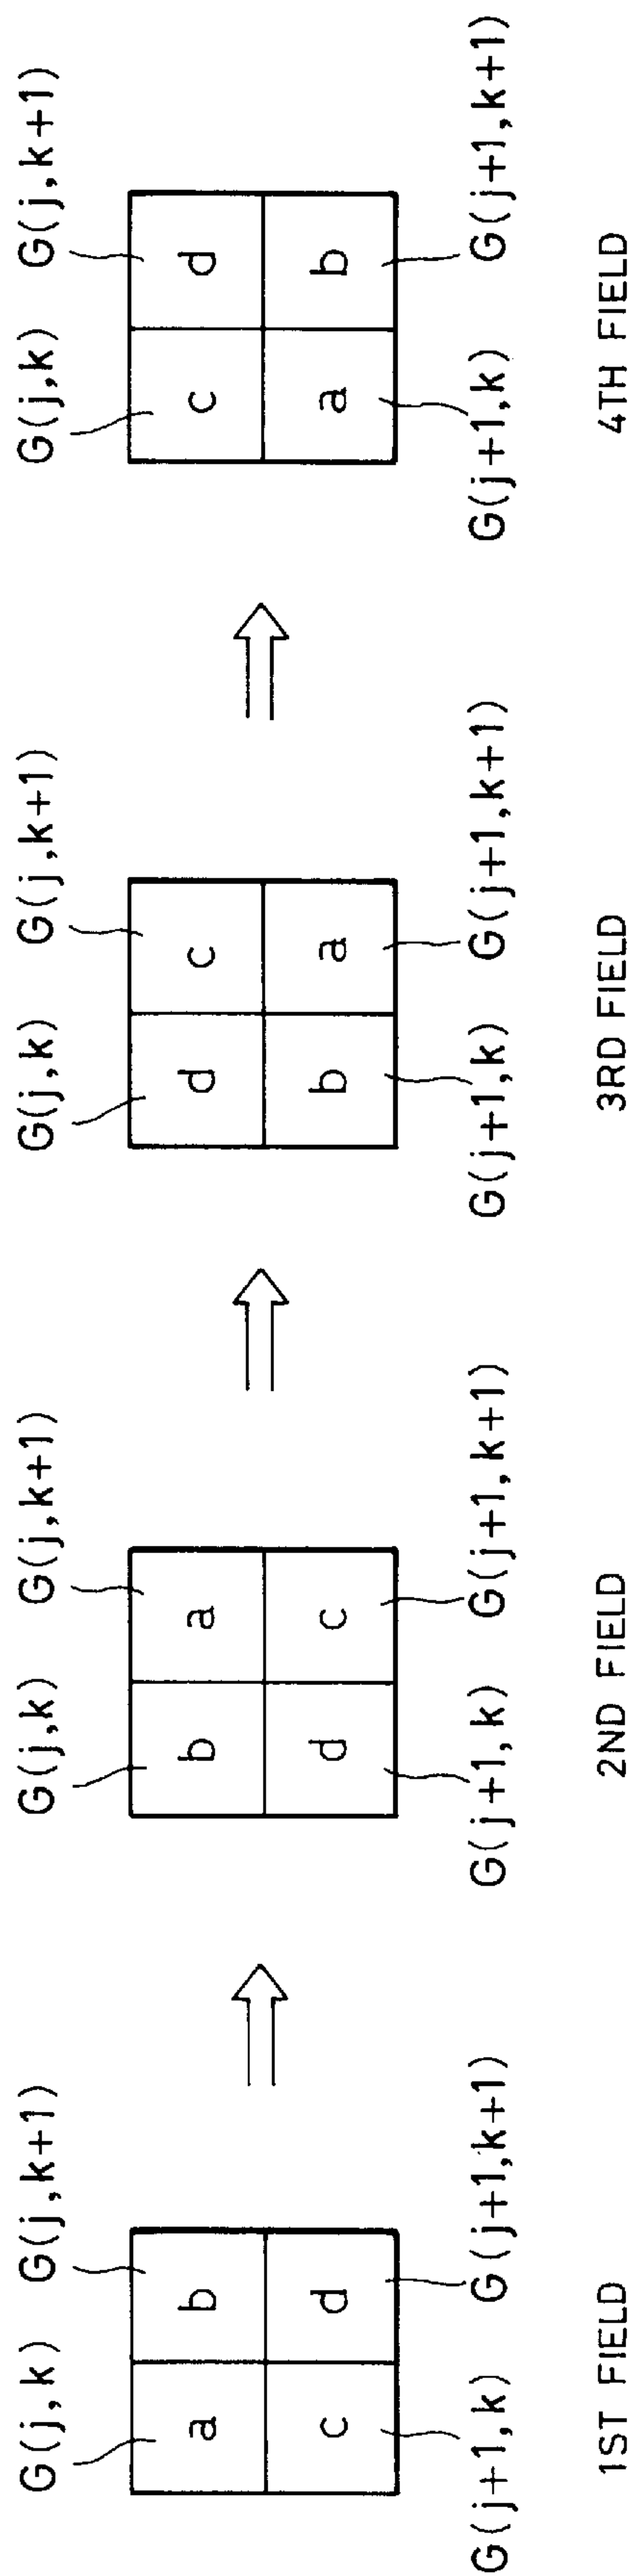 G(j,k) G(j,k+1)
a b
c d
G(j+1,k) G(j+1,k+1)
1ST FIELD
G(j,k) G(j,k+1)
b a
d c
G(j+1,k) G(j+1,k+1)
2ND FIELD
G(j,k) G(j,k+1)
d c
b a
G(j+1,k) G(j+1,k+1)
3RD FIELD
G(j,k) G(j,k+1)
c d
a b
G(j+1,k) G(j+1,k+1)
4TH FIELD